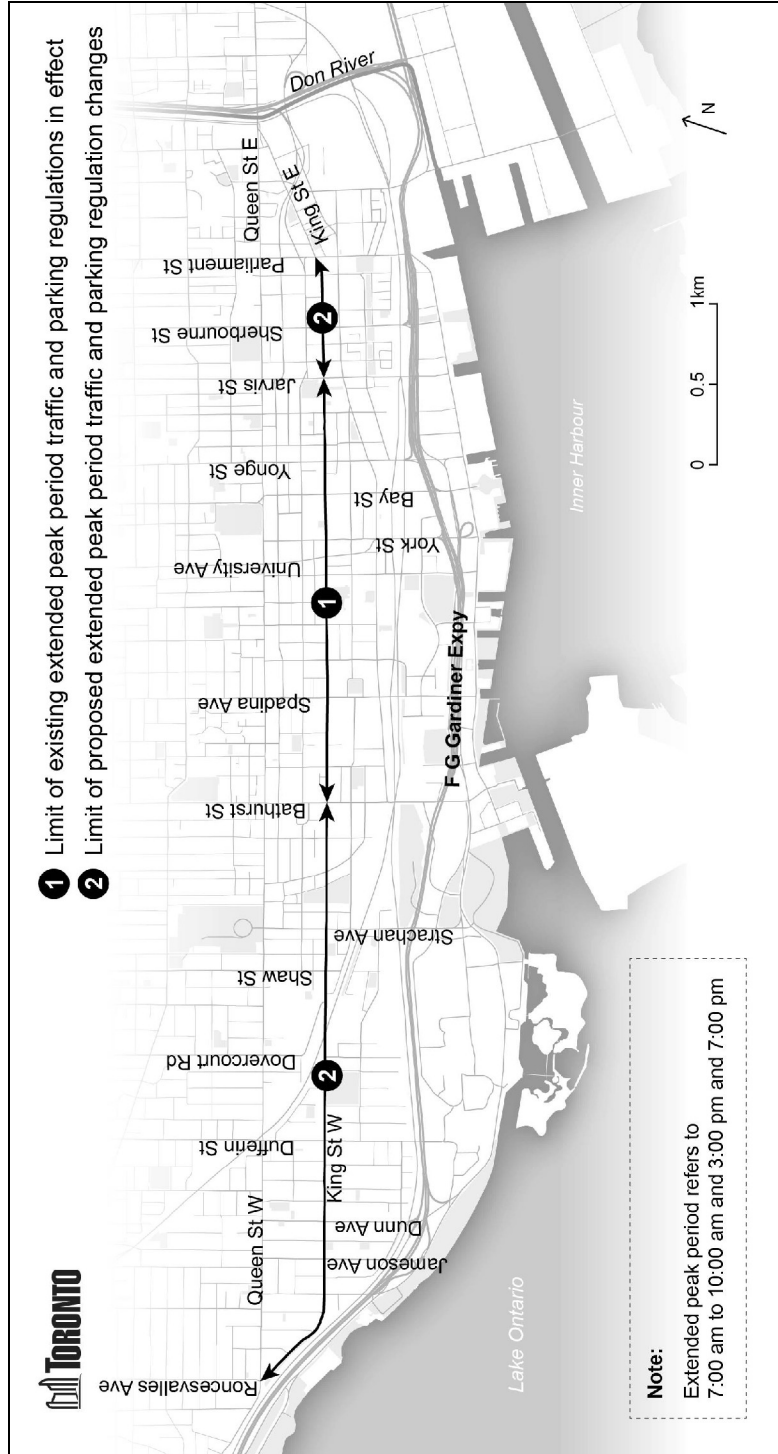 TORONTO
1 Limit of existing extended peak period traffic and parking regulations in effect
2 Limit of proposed extended peak period traffic and parking regulation changes
Roncesvalles Ave
Queen St W
Dufferin St
Dovercourt Rd
Shaw St
Bathurst St
Spadina Ave
University Ave
Yonge St
Jarvis St
Sherbourne St
Parliament St
Queen St E
King St E
Don River
2
1
2
King St W
Jameson Ave
Dunn Ave
Strachan Ave
York St
Bay St
F G Gardiner Expy
Lake Ontario
Inner Harbour
0 0.5 1km
N
Note:
Extended peak period refers to
7:00 am to 10:00 am and 3:00 pm and 7:00 pm